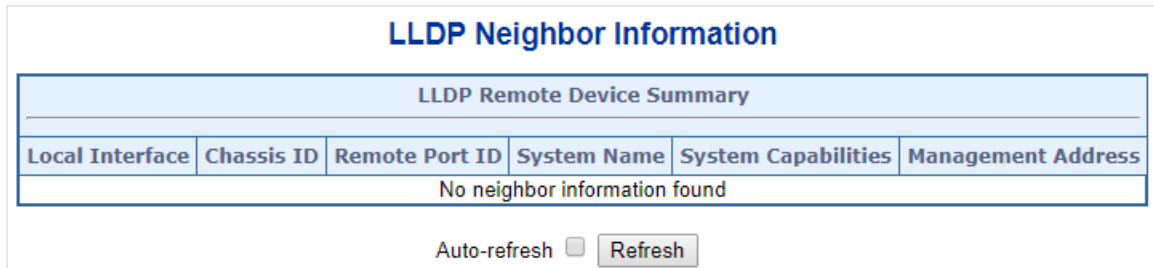 LLDP Neighbor Information
LLDP Remote Device Summary
Local Interface Chassis ID Remote Port ID System Name System Capabilities Management Address
No neighbor information found
Auto-refresh Refresh